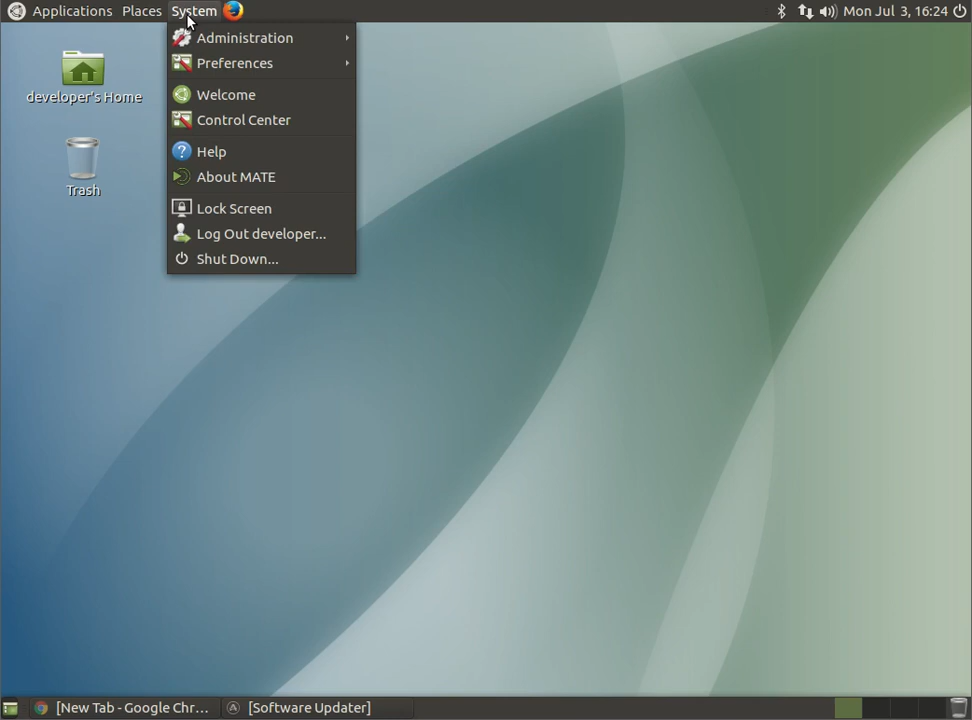 Applications Places System Mon Jul 3, 16:24
Administration
Preferences
Welcome
Control Center
Help
About MATE
Lock Screen
Log Out developer...
Shut Down...
developer's Home
Trash
[New Tab - Google Chr... [Software Updater]